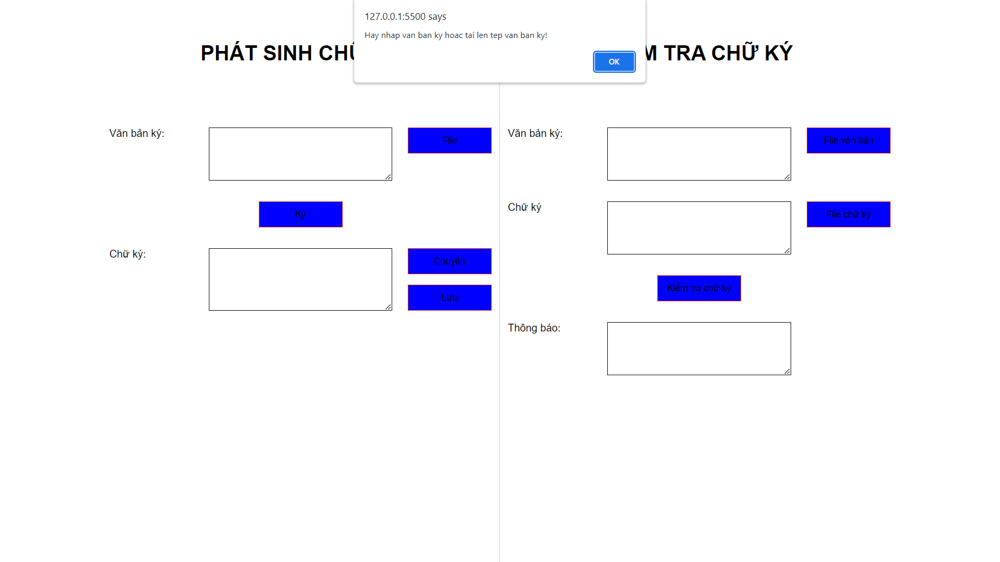 127.0.0.1:5500 says
Hay nhap van ban ky hoac tai len tep van ban ky!
OK
PHÁT SINH CHỮ
TRA CHỮ KÝ
Văn bản ký:
File
Ký
Chữ ký:
Chuyển
Lưu
Văn bản ký:
File văn bản
Chữ ký
File chữ ký
Kiểm tra chữ ký
Thông báo: